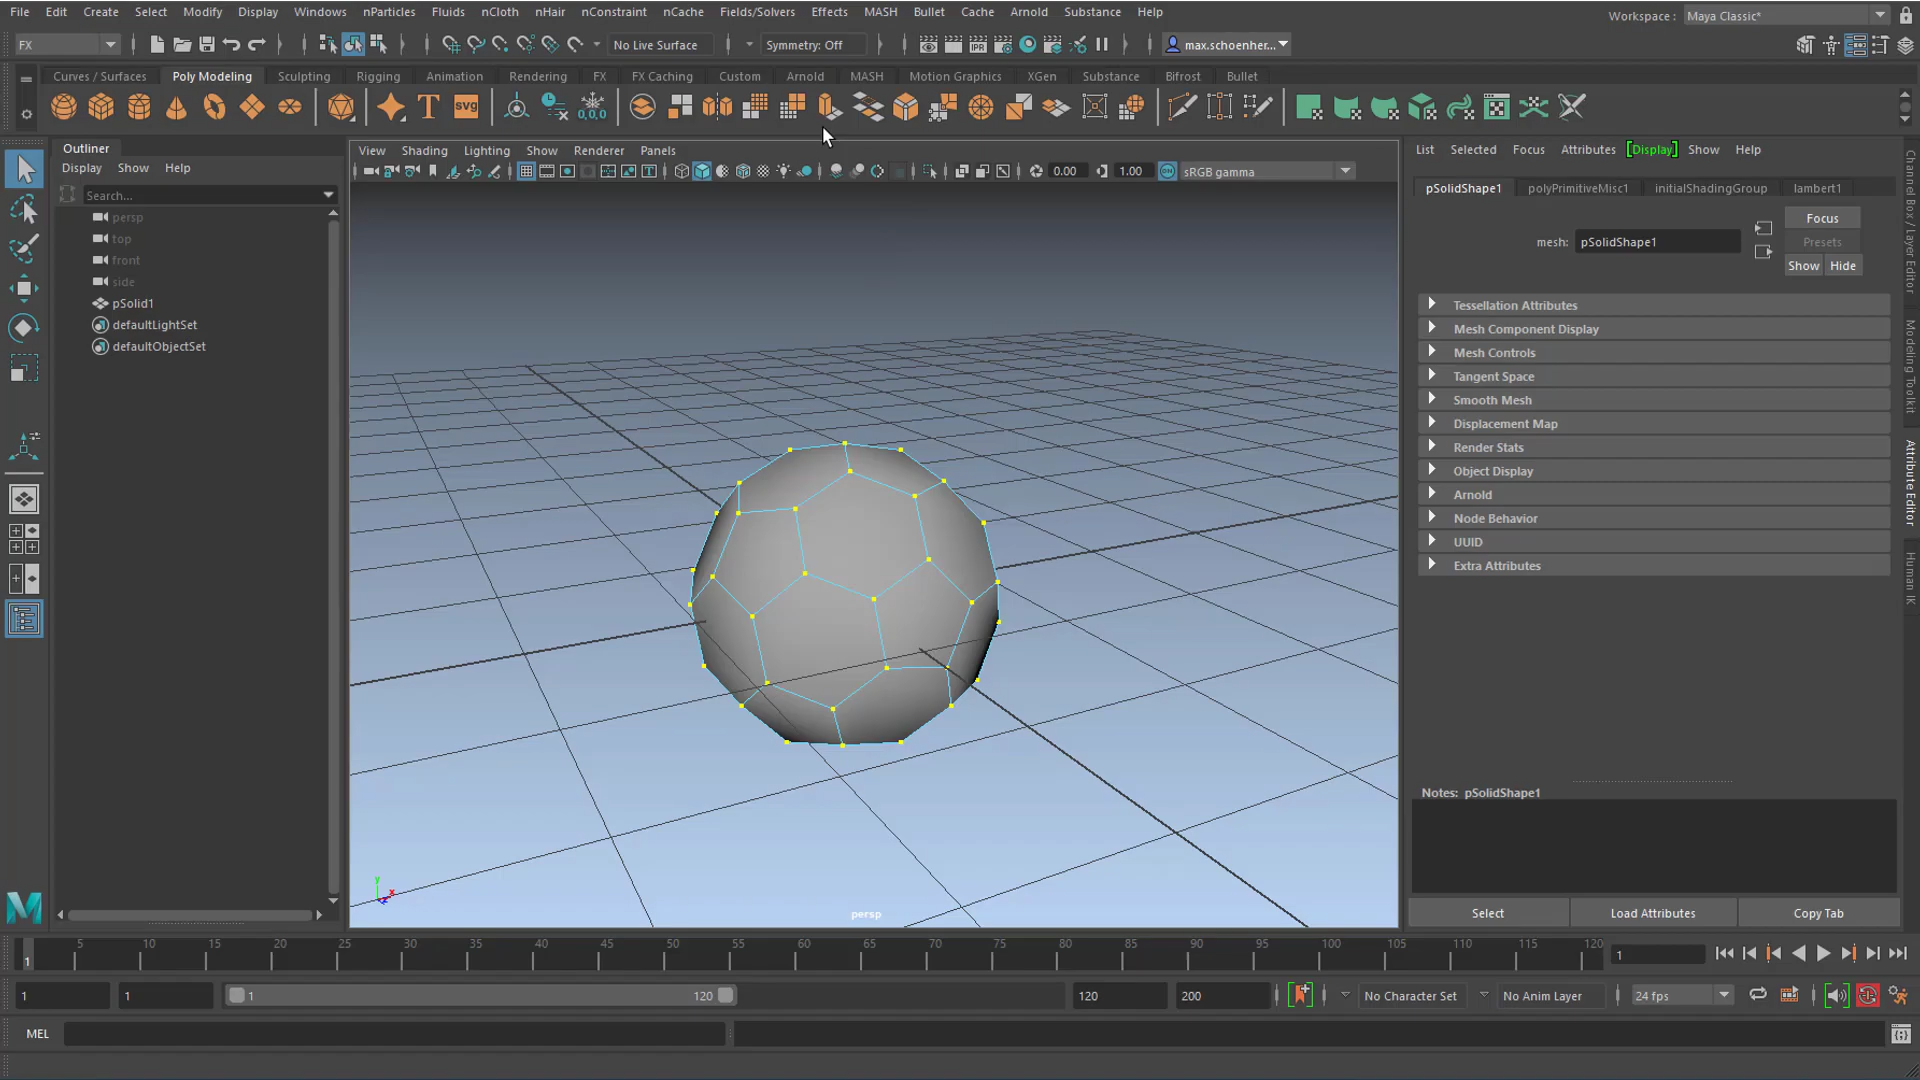 File Edit Create Select Modify Display Windows nParticles Fluids nCloth nHair nConstraint nCache Fields/Solvers Effects MASH Bullet Cache Arnold Substance Help
Workspace : Maya Classic*
FX No Live Surface Symmetry: Off max.schoenher...
Curves / Surfaces Poly Modeling Sculpting Rigging Animation Rendering FX FX Caching Custom Arnold MASH Motion Graphics XGen Substance Bifrost Bullet
T SVG 0,0,0
Outliner
Display Show Help
Search...
persp
top
front
side
pSolid1
defaultLightSet
defaultObjectSet
View Shading Lighting Show Renderer Panels
0.00 1.00 sRGB gamma
y
x
persp
List Selected Focus Attributes [Display] Show Help
pSolidShape1 polyPrimitiveMisc1 initialShadingGroup lambert1
mesh: pSolidShape1
Focus
Presets
Show Hide
Tessellation Attributes
Mesh Component Display
Mesh Controls
Tangent Space
Smooth Mesh
Displacement Map
Render Stats
Object Display
Arnold
Node Behavior
UUID
Extra Attributes
Notes: pSolidShape1
Select Load Attributes Copy Tab
Channel Box / Layer Editor
Modeling Toolkit
Attribute Editor
Human IK
5 10 15 20 25 30 35 40 45 50 55 60 65 70 75 80 85 90 95 100 105 110 115 120
1 1
1 1 1 120 120 200 No Character Set No Anim Layer 24 fps
MEL